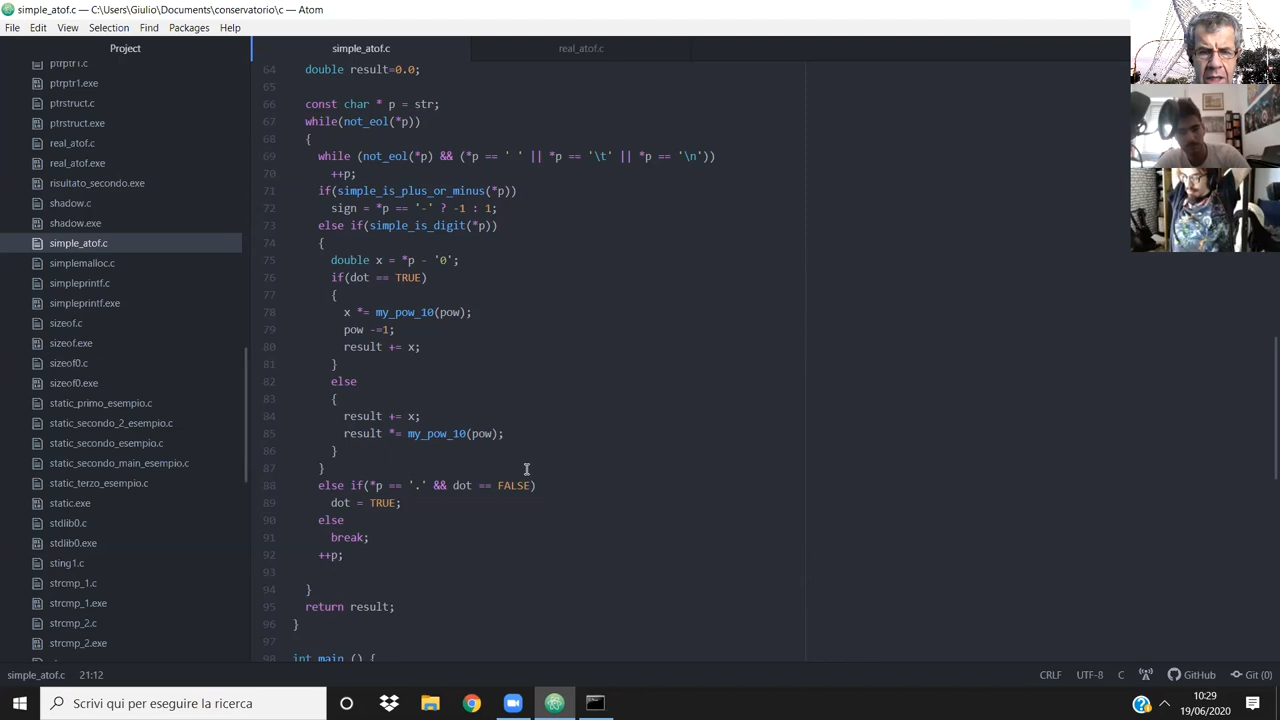 simple_atof.c — C:\Users\Giulio\Documents\conservatorio\c — Atom
File Edit View Selection Find Packages Help
Project
simple_atof.c
real_atof.c
ptrptr1.c
ptrptr1.exe
ptrstruct.c
ptrstruct.exe
real_atof.c
real_atof.exe
risultato_secondo.exe
shadow.c
shadow.exe
simple_atof.c
simplemalloc.c
simpleprintf.c
simpleprintf.exe
sizeof.c
sizeof.exe
sizeof0.c
sizeof0.exe
static_primo_esempio.c
static_secondo_2_esempio.c
static_secondo_esempio.c
static_secondo_main_esempio.c
static_terzo_esempio.c
static.exe
stdlib0.c
stdlib0.exe
sting1.c
strcmp_1.c
strcmp_1.exe
strcmp_2.c
strcmp_2.exe
64 double result=0.0;
65
66 const char * p = str;
67 while(not_eol(*p))
68 {
69 while (not_eol(*p) && (*p == ' ' || *p == '\t' || *p == '\n'))
70 ++p;
71 if(simple_is_plus_or_minus(*p))
72 sign = *p == '-' ? -1 : 1;
73 else if(simple_is_digit(*p))
74 {
75 double x = *p - '0';
76 if(dot == TRUE)
77 {
78 x *= my_pow_10(pow);
79 pow -=1;
80 result += x;
81 }
82 else
83 {
84 result += x;
85 result *= my_pow_10(pow);
86 }
87 }
88 else if(*p == '.' && dot == FALSE)
89 dot = TRUE;
90 else
91 break;
92 ++p;
93
94 }
95 return result;
96 }
97
98 int main () {
simple_atof.c 21:12
CRLF UTF-8 C GitHub Git (0)
Scrivi qui per eseguire la ricerca
10:29
19/06/2020